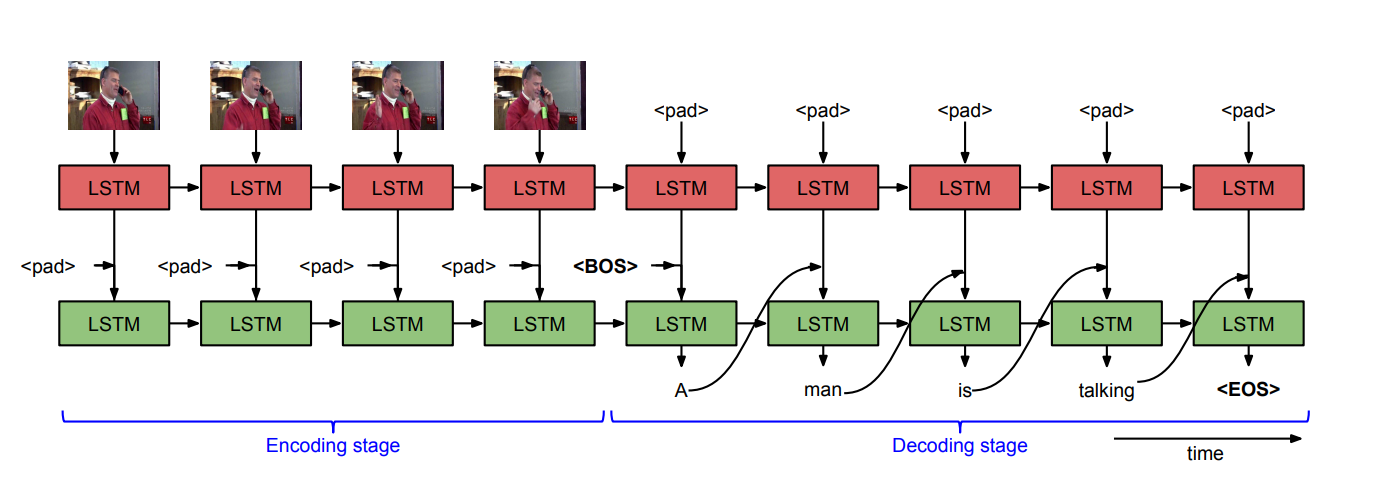 <pad> <pad> <pad> <pad> <pad>
LSTM LSTM LSTM LSTM LSTM LSTM LSTM LSTM LSTM
<pad> <pad> <pad> <pad> <BOS>
LSTM LSTM LSTM LSTM LSTM LSTM LSTM LSTM LSTM
A man is talking <EOS>
Encoding stage Decoding stage
time